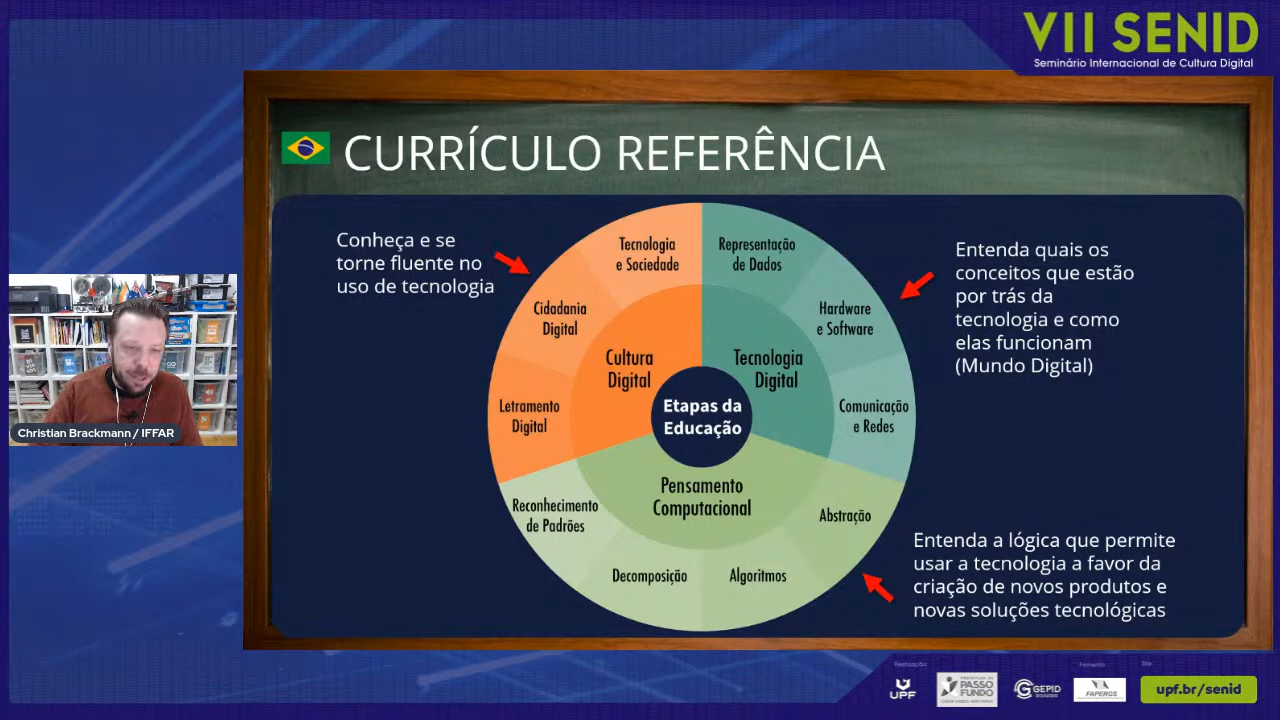 VII SENID
Seminário Internacional de Cultura Digital
CURRÍCULO REFERÊNCIA
Conheça e se
torne fluente no
uso de tecnologia
Tecnologia
e Sociedade
Cidadania
Digital
Letramento
Digital
Cultura
Digital
Representação
de Dados
Hardware
e Software
Comunicação
e Redes
Tecnologia
Digital
Etapas da
Educação
Pensamento
Computacional
Reconhecimento
de Padrões
Decomposição
Algoritmos
Abstração
Entenda quais os
conceitos que estão
por trás da
tecnologia e como
elas funcionam
(Mundo Digital)
Entenda a lógica que permite
usar a tecnologia a favor da
criação de novos produtos e
novas soluções tecnológicas
Christian Brackmann / IFFAR
Realização:
UPF
PASSO
FUNDO
GEPID
Fomento:
FAPERGS
Site:
upf.br/senid